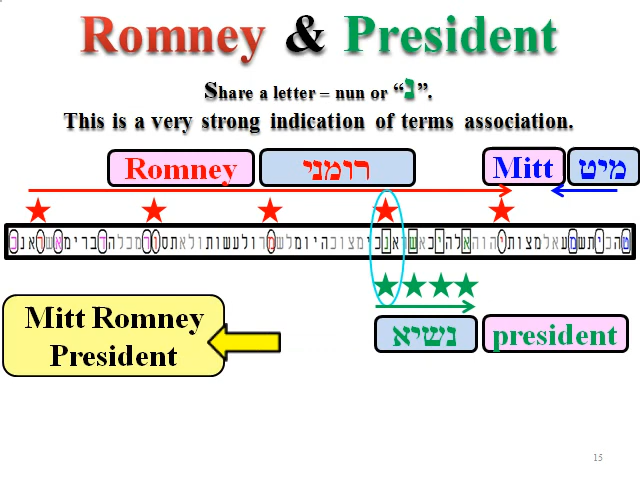 Romney & President
Share a letter – nun or “נ”.
This is a very strong indication of terms association.
Romney רומני Mitt מיט
טהכיתשמעאלמצותיהוהאלהיכאשראנכימצוכהיומלשמרולעשותולאתסורמכלהדברימאשראנכ
נשיא president
Mitt Romney
President
15